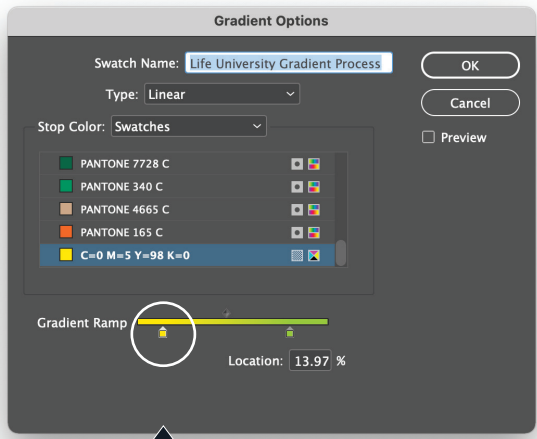 Gradient Options
Swatch Name: Life University Gradient Process
OK
Type: Linear
Cancel
Stop Color: Swatches
Preview
PANTONE 7728 C
PANTONE 340 C
PANTONE 4665 C
PANTONE 165 C
C=0 M=5 Y=98 K=0
Gradient Ramp
Location: 13.97 %